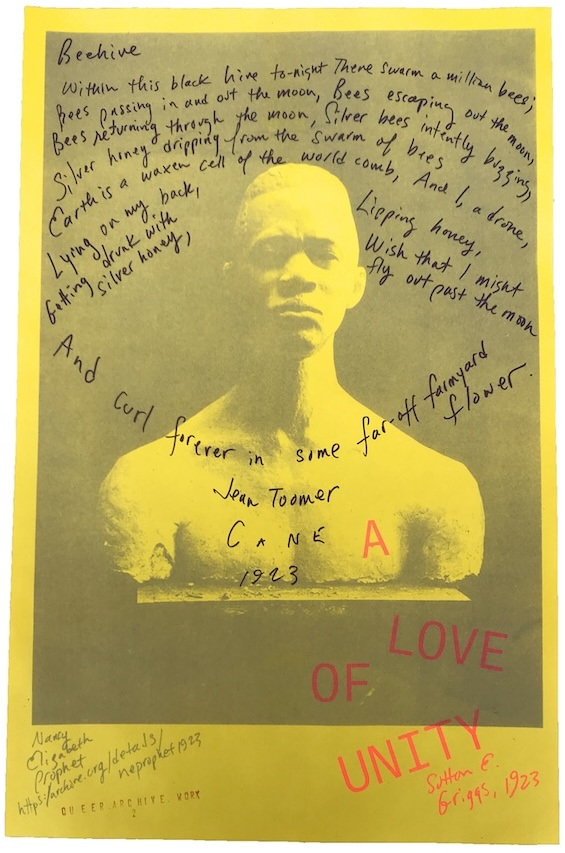 Beehive
Within this black hive to-night There swarm a million bees;
Bees passing in and out the moon, Bees escaping out the moon,
Bees returning through the moon, Silver bees intently buzzing,
Silver honey dripping from the swarm of bees
Earth is a waxen cell of the world comb, And I, a drone,
Lying on my back,
Getting drunk with
silver honey,
Lipping honey,
Wish that I might
fly out past the moon
And curl forever in some far-off farmyard
flower.
Jean Toomer
CANE
1923
A
LOVE
OF
UNITY
Sutton E.
Griggs, 1923
Nancy
Elizabeth
Prophet
https://archive.org/details/
neprophet1923
QUEER.ARCHIVE.WORK
2